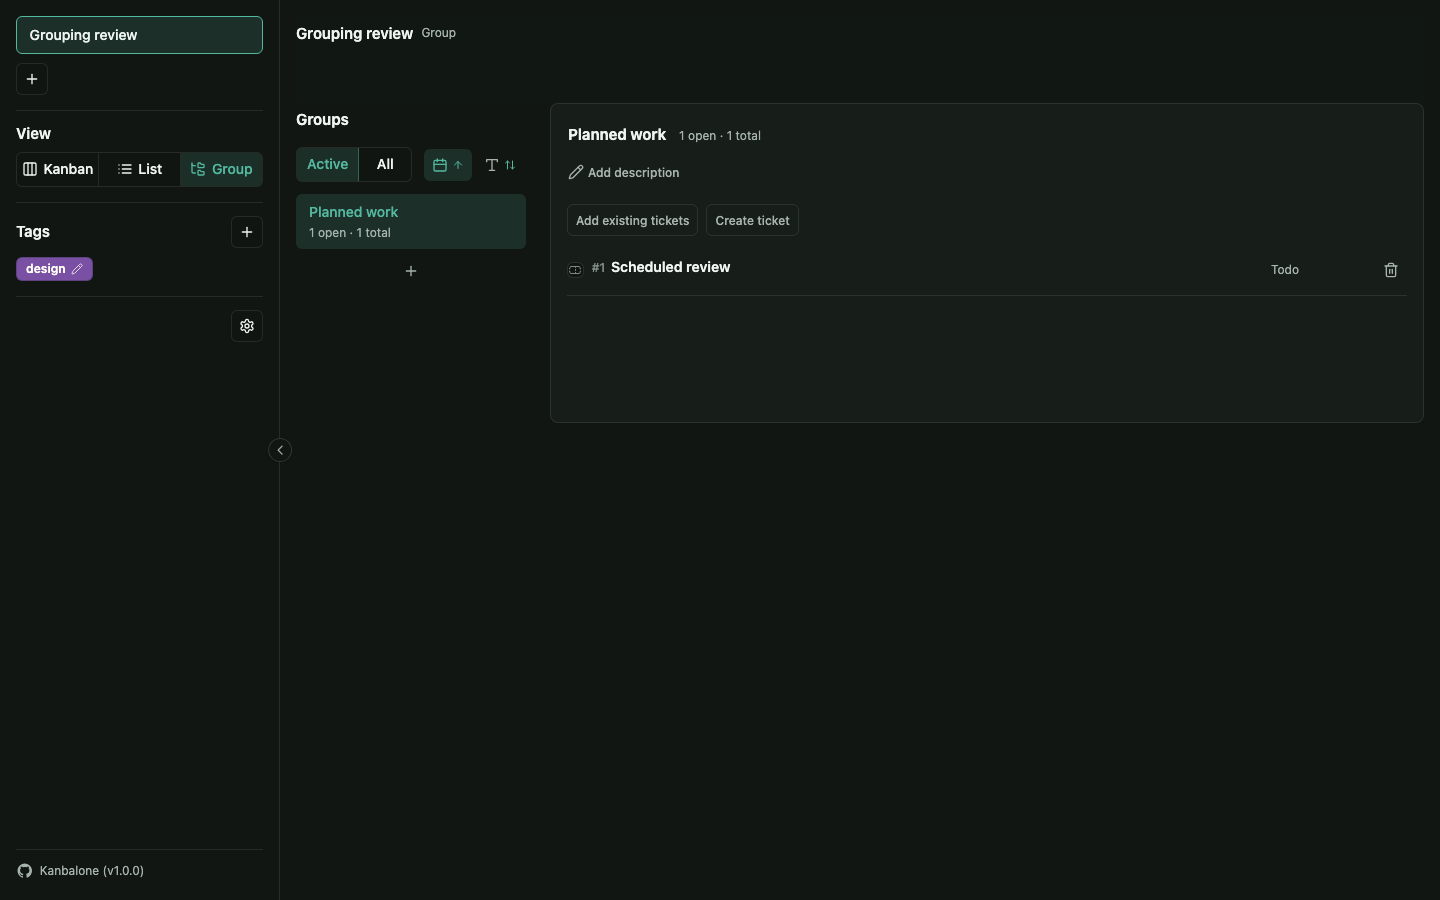 Grouping review
View
Kanban
List
Group
Tags
design
Kanbalone (v1.0.0)
Grouping review Group
Groups
Active
All
Planned work
1 open · 1 total
Planned work 1 open · 1 total
Add description
Add existing tickets
Create ticket
#1 Scheduled review
Todo